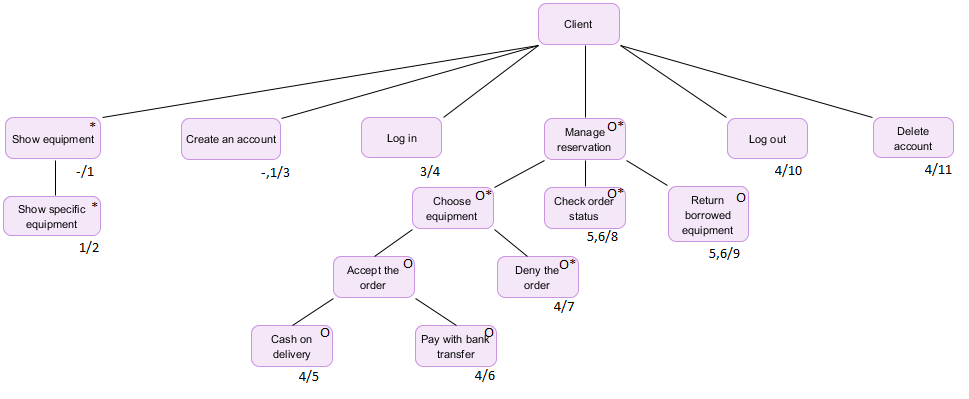 Client
*
Show equipment
-/1
Create an account
-,1/3
Log in
3/4
O*
Manage
reservation
Log out
4/10
Delete
account
4/11
*
Show specific
equipment
1/2
O*
Choose
equipment
O*
Check order
status
5,6/8
O
Return
borrowed
equipment
5,6/9
O
Accept the
order
O*
Deny the
order
4/7
O
Cash on
delivery
4/5
O
Pay with bank
transfer
4/6